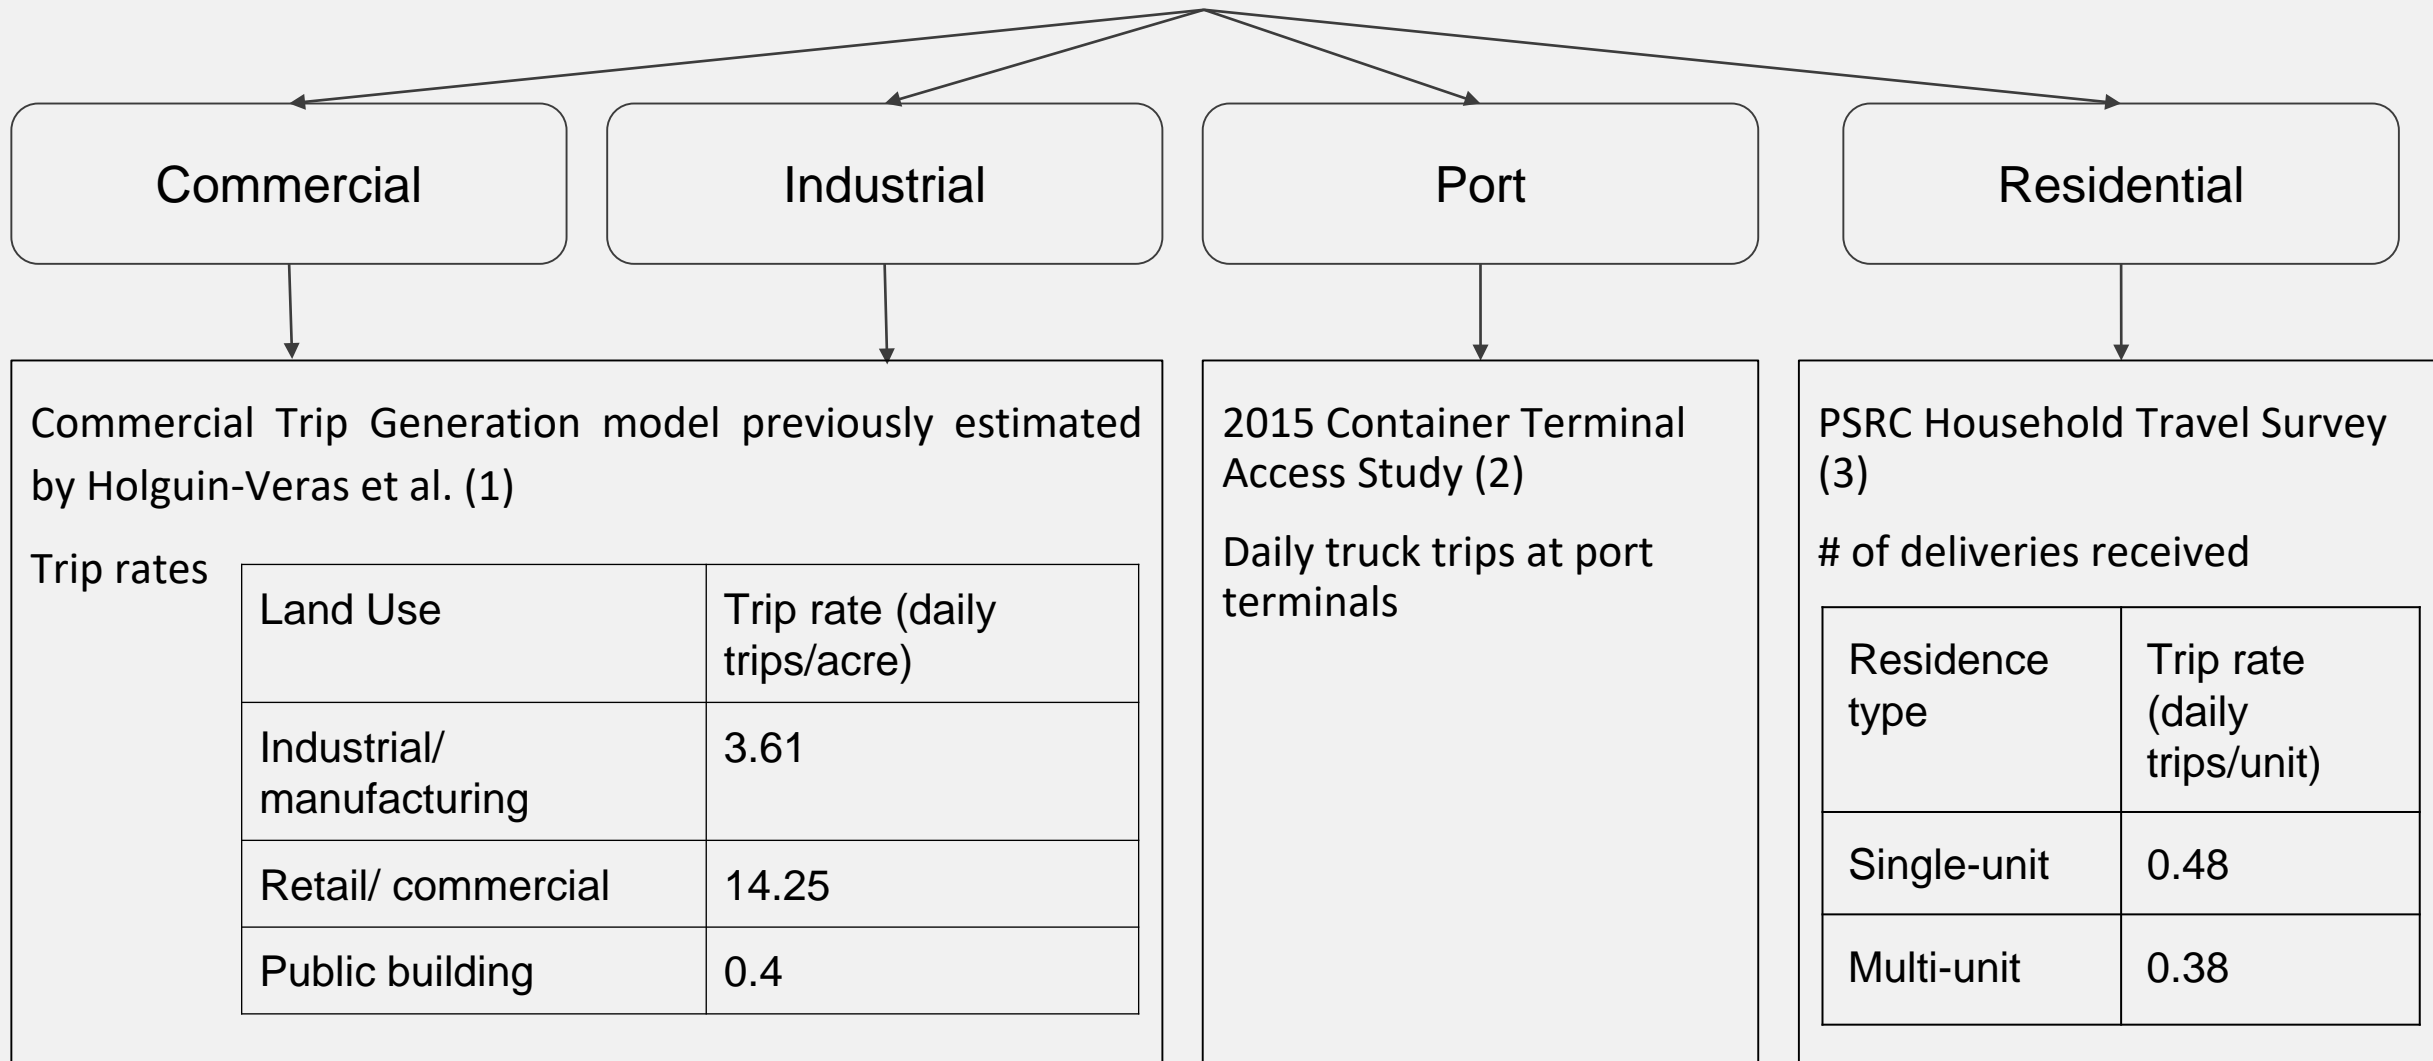 Commercial
Industrial
Port
Residential
Commercial Trip Generation model previously estimated
by Holguin-Veras et al. (1)
Trip rates
Land Use
Trip rate (daily
trips/acre)
Industrial/
manufacturing
3.61
Retail/ commercial
14.25
Public building
0.4
2015 Container Terminal
Access Study (2)
Daily truck trips at port
terminals
PSRC Household Travel Survey
(3)
# of deliveries received
Residence
type
Trip rate
(daily
trips/unit)
Single-unit
0.48
Multi-unit
0.38